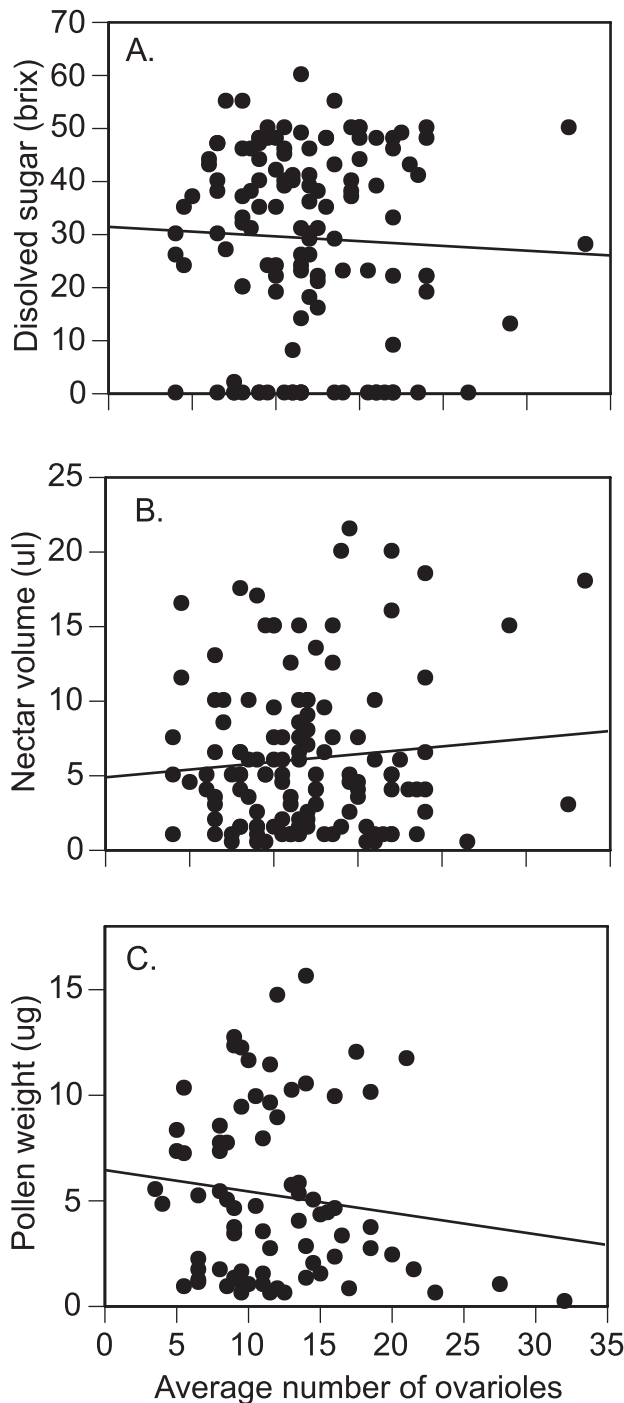 A.
Disolved sugar (brix)
70
60
50
40
30
20
10
0
B.
Nectar volume (ul)
25
20
15
10
5
0
C.
Pollen weight (ug)
15
10
5
0
0 5 10 15 20 25 30 35
Average number of ovarioles